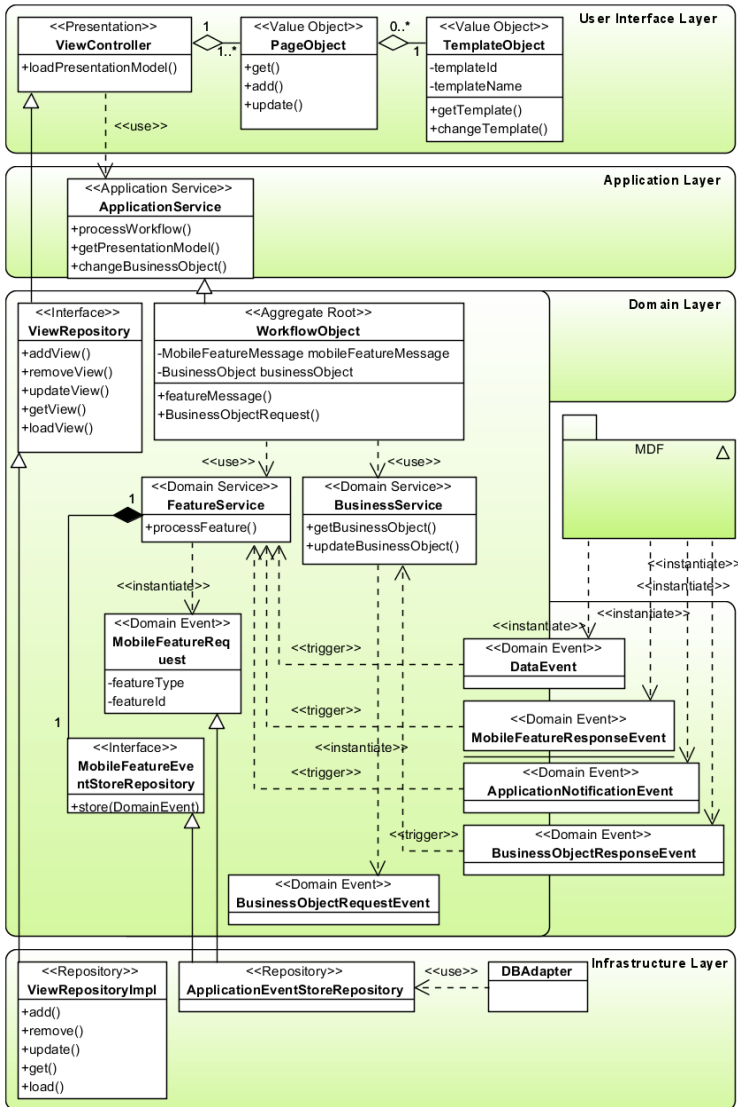 User Interface Layer
<<Presentation>>
ViewController
+loadPresentationModel()
1
1..*
<<Value Object>>
PageObject
+get()
+add()
+update()
0..*
1
<<Value Object>>
TemplateObject
-templateId
-templateName
+getTemplate()
+changeTemplate()
<<use>>
Application Layer
<<Application Service>>
ApplicationService
+processWorkflow()
+getPresentationModel()
+changeBusinessObject()
Domain Layer
<<Interface>>
ViewRepository
+addView()
+removeView()
+updateView()
+getView()
+loadView()
<<Aggregate Root>>
WorkflowObject
-MobileFeatureMessage mobileFeatureMessage
-BusinessObject businessObject
+featureMessage()
+BusinessObjectRequest()
MDF
<<use>>
<<use>>
1
<<Domain Service>>
FeatureService
+processFeature()
<<Domain Service>>
BusinessService
+getBusinessObject()
+updateBusinessObject()
<<instantiate>>
<<instantiate>>
<<instantiate>>
<<instantiate>>
<<instantiate>>
<<Domain Event>>
MobileFeatureReq
uest
-featureType
-featureId
<<trigger>>
<<Domain Event>>
DataEvent
<<trigger>>
<<Domain Event>>
MobileFeatureResponseEvent
1
<<instantiate>>
<<Interface>>
MobileFeatureEve
ntStoreRepository
+store(DomainEvent)
<<trigger>>
<<Domain Event>>
ApplicationNotificationEvent
<<trigger>>
<<Domain Event>>
BusinessObjectResponseEvent
<<Domain Event>>
BusinessObjectRequestEvent
Infrastructure Layer
<<Repository>>
ViewRepositoryImpl
+add()
+remove()
+update()
+get()
+load()
<<Repository>>
ApplicationEventStoreRepository
<<use>>
DBAdapter